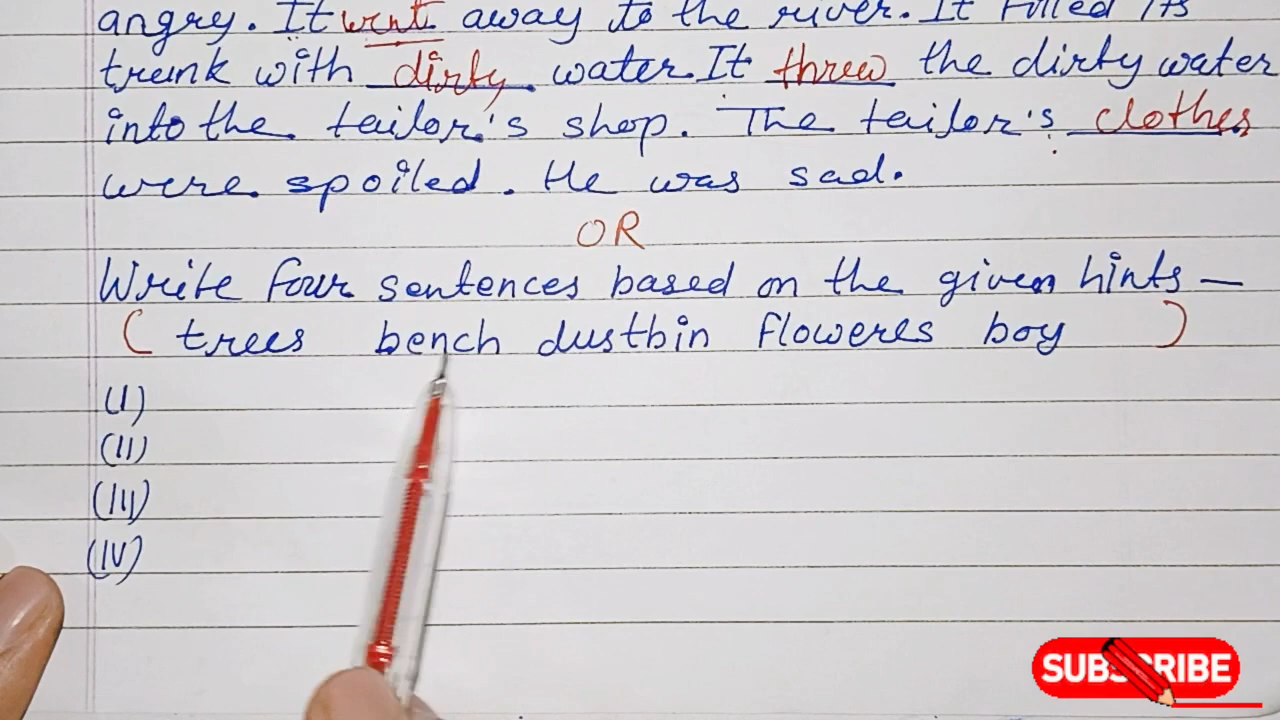 angry. It went away to the river. It filled its
trunk with dirty water. It threw the dirty water
into the tailor's shop. The tailor's clothes
were spoiled. He was sad.
OR
Write four sentences based on the given hints —
( trees bench dustbin floweres boy )
(I)
(II)
(III)
(IV)
SUBSCRIBE